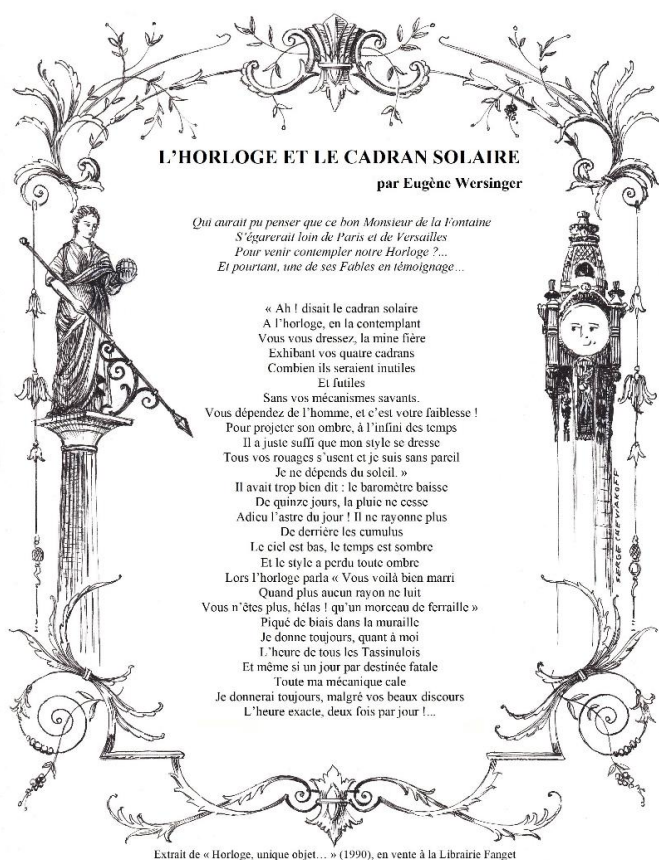 L'HORLOGE ET LE CADRAN SOLAIRE
par Eugène Wersinger
Qui aurait pu penser que ce bon Monsieur de la Fontaine
S'égarerait loin de Paris et de Versailles
Pour venir contempler notre Horloge ?...
Et pourtant, une de ses Fables en témoignage…
« Ah ! disait le cadran solaire
A l'horloge, en la contemplant
Vous vous dressez, la mine fière
Exhibant vos quatre cadrans
Combien ils seraient inutiles
Et futiles
Sans vos mécanismes savants.
Vous dépendez de l'homme, et c'est votre faiblesse !
Pour projeter son ombre, à l'infini des temps
Il a juste suffi que mon style se dresse
Tous vos rouages s'usent et je suis sans pareil
Je ne dépends du soleil. »
Il avait trop bien dit : le baromètre baisse
De quinze jours, la pluie ne cesse
Adieu l'astre du jour ! Il ne rayonne plus
De derrière les cumulus
Le ciel est bas, le temps est sombre
Et le style a perdu toute ombre
Lors l'horloge parla « Vous voilà bien marri
Quand plus aucun rayon ne luit
Vous n'êtes plus, hélas ! qu'un morceau de ferraille »
Piqué de biais dans la muraille
Je donne toujours, quant à moi
L'heure de tous les Tassinulois
Et même si un jour par destinée fatale
Toute ma mécanique cale
Je donnerai toujours, malgré vos beaux discours
L'heure exacte, deux fois par jour !...
SERGE CHEVIAKOFF
Extrait de « Horloge, unique objet… » (1990), en vente à la Librairie Fanget